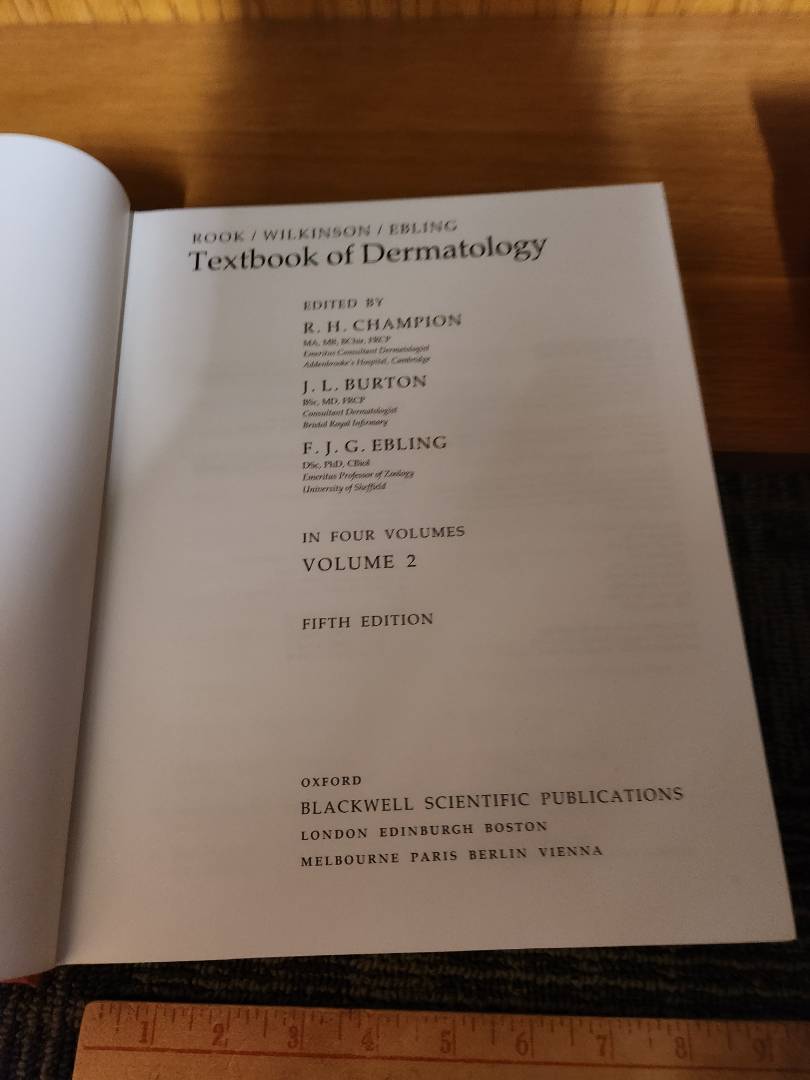 ROOK / WILKINSON / EBLING
Textbook of Dermatology
EDITED BY
R. H. CHAMPION
MA, MB, BChir, FRCP
Emeritus Consultant Dermatologist
Addenbrooke's Hospital, Cambridge
J. L. BURTON
BSc, MD, FRCP
Consultant Dermatologist
Bristol Royal Infirmary
F. J. G. EBLING
DSc, PhD, CBiol
Emeritus Professor of Zoology
University of Sheffield
IN FOUR VOLUMES
VOLUME 2
FIFTH EDITION
OXFORD
BLACKWELL SCIENTIFIC PUBLICATIONS
LONDON EDINBURGH BOSTON
MELBOURNE PARIS BERLIN VIENNA
1 2 3 4 5 6 7 8 9